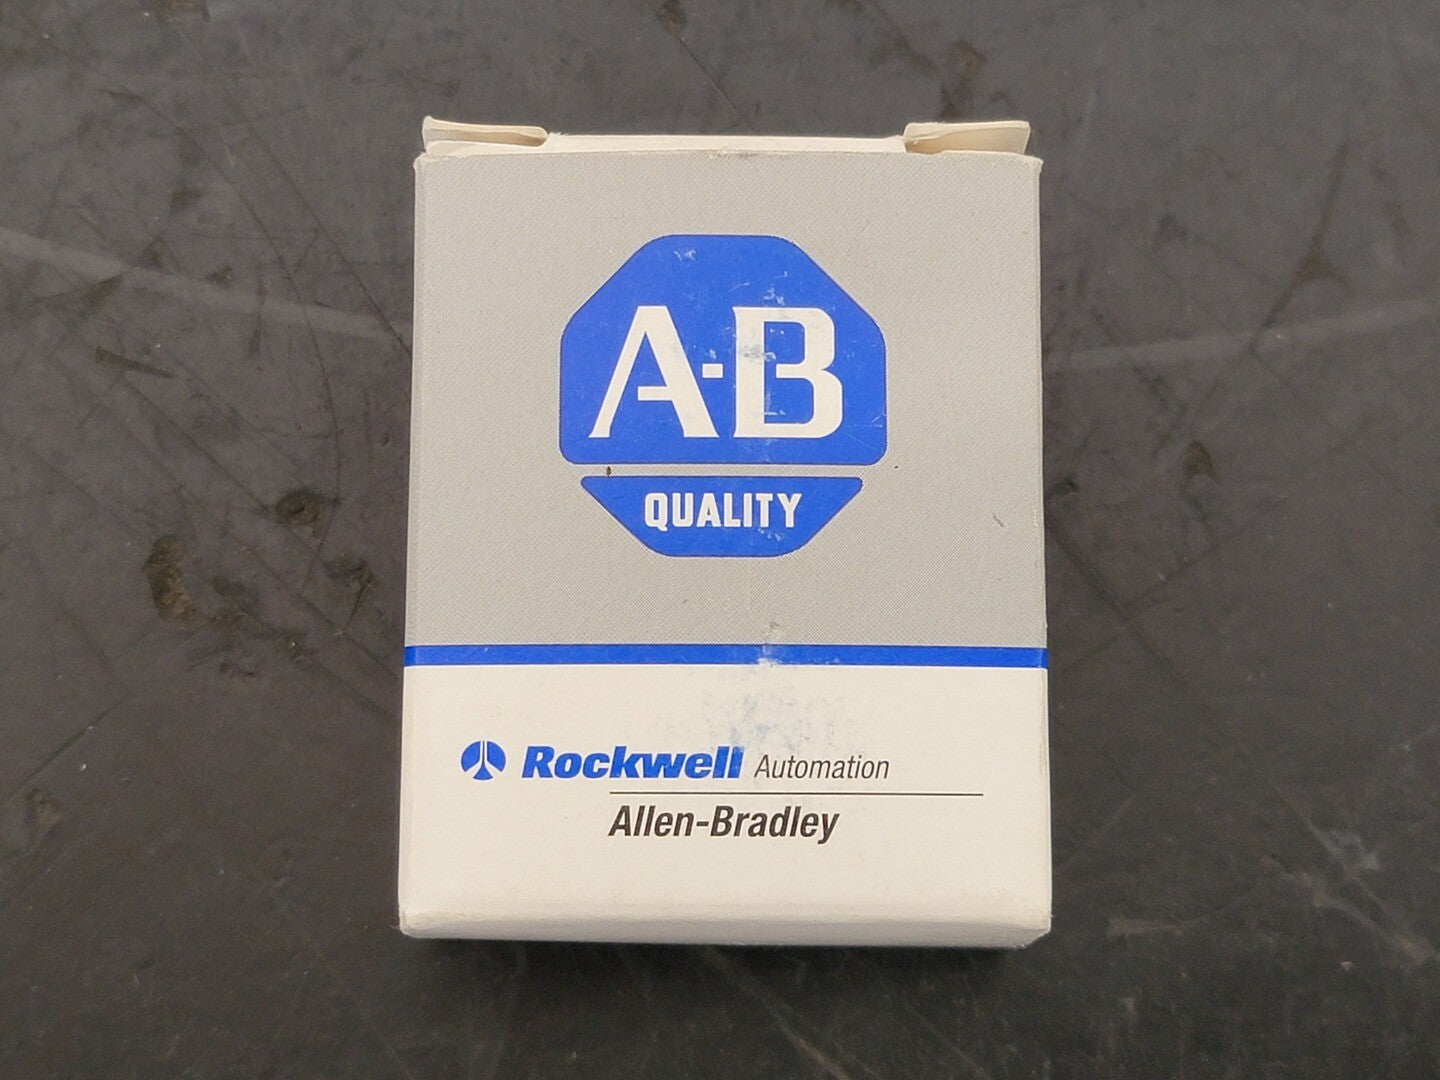 A-B
QUALITY
Rockwell Automation
Allen-Bradley